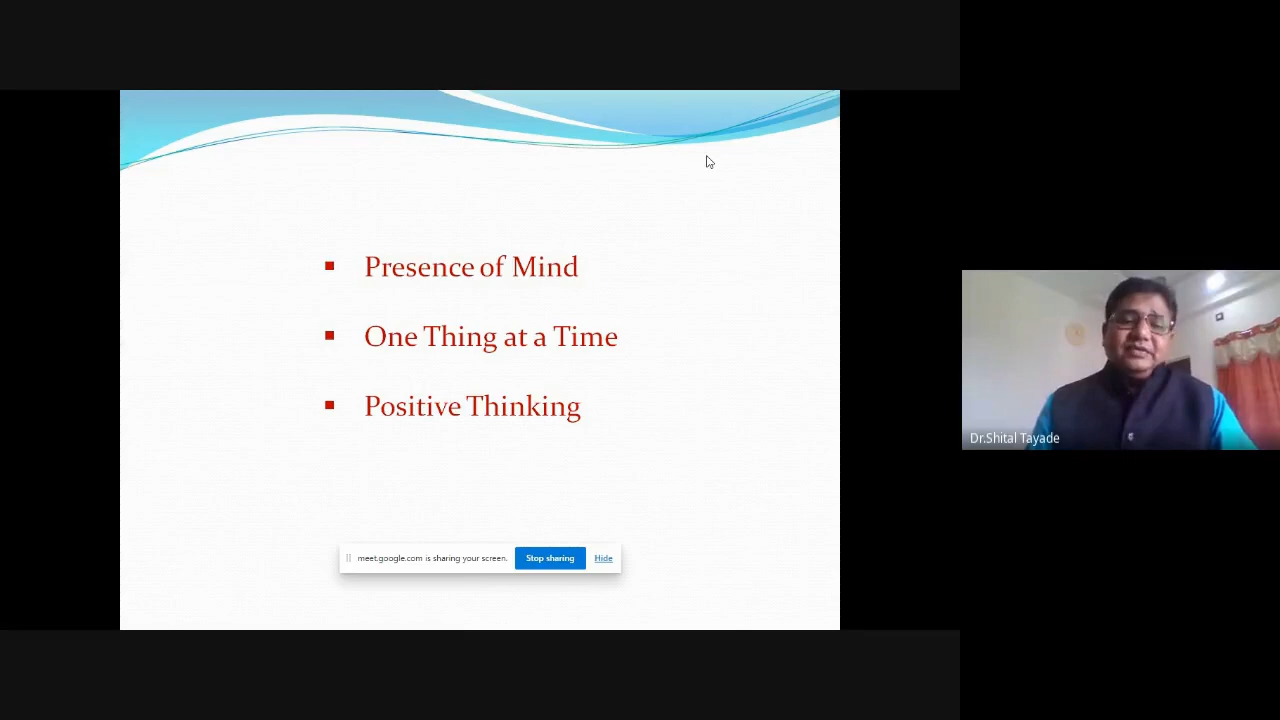 Presence of Mind
One Thing at a Time
Positive Thinking
meet.google.com is sharing your screen. Stop sharing Hide
Dr.Shital Tayade